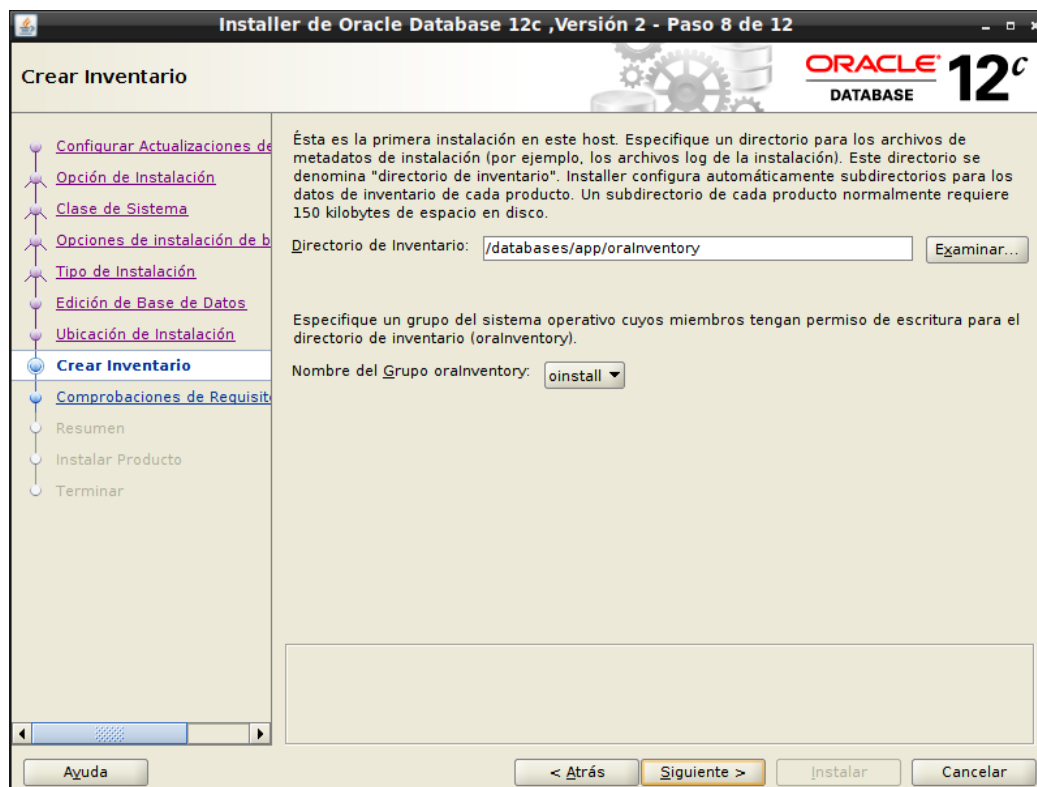 Installer de Oracle Database 12c ,Versión 2 - Paso 8 de 12
Crear Inventario
ORACLE
DATABASE
12c
Configurar Actualizaciones de
Opción de Instalación
Clase de Sistema
Opciones de instalación de b
Tipo de Instalación
Edición de Base de Datos
Ubicación de Instalación
Crear Inventario
Comprobaciones de Requisit
Resumen
Instalar Producto
Terminar
Ésta es la primera instalación en este host. Especifique un directorio para los archivos de
metadatos de instalación (por ejemplo, los archivos log de la instalación). Este directorio se
denomina "directorio de inventario". Installer configura automáticamente subdirectorios para los
datos de inventario de cada producto. Un subdirectorio de cada producto normalmente requiere
150 kilobytes de espacio en disco.
Directorio de Inventario: /databases/app/oraInventory Examinar...
Especifique un grupo del sistema operativo cuyos miembros tengan permiso de escritura para el
directorio de inventario (oraInventory).
Nombre del Grupo oraInventory: oinstall
Ayuda < Atrás Siguiente > Instalar Cancelar